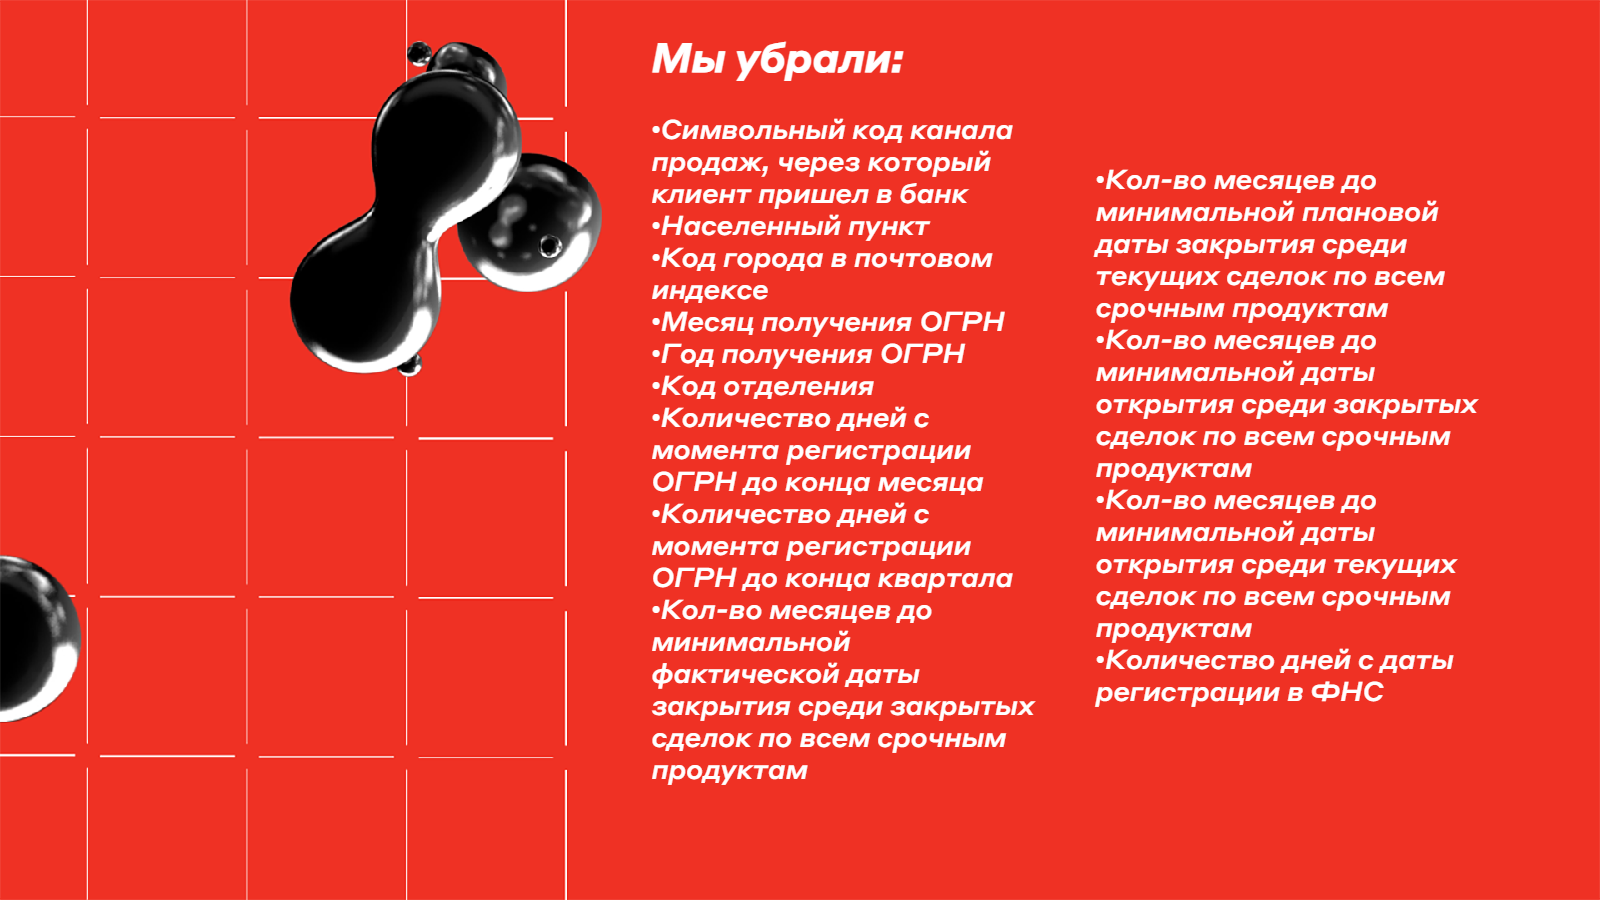 Мы убрали:
•Символьный код канала
продаж, через который
клиент пришел в банк
•Населенный пункт
•Код города в почтовом
индексе
•Месяц получения ОГРН
•Год получения ОГРН
•Код отделения
•Количество дней с
момента регистрации
ОГРН до конца месяца
•Количество дней с
момента регистрации
ОГРН до конца квартала
•Кол-во месяцев до
минимальной
фактической даты
закрытия среди закрытых
сделок по всем срочным
продуктам
•Кол-во месяцев до
минимальной плановой
даты закрытия среди
текущих сделок по всем
срочным продуктам
•Кол-во месяцев до
минимальной даты
открытия среди закрытых
сделок по всем срочным
продуктам
•Кол-во месяцев до
минимальной даты
открытия среди текущих
сделок по всем срочным
продуктам
•Количество дней с даты
регистрации в ФНС